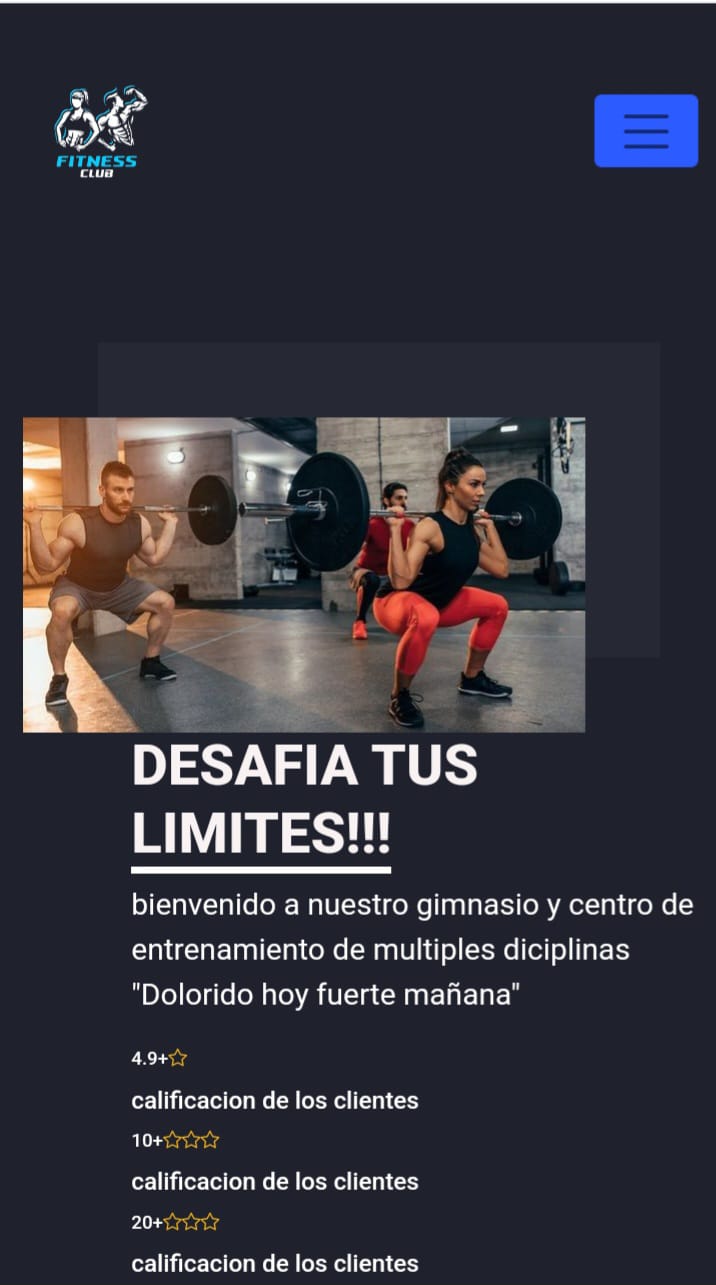 FITNESS
CLUB
DESAFIA TUS
LIMITES!!!
bienvenido a nuestro gimnasio y centro de
entrenamiento de multiples diciplinas
"Dolorido hoy fuerte mañana"
4.9+
calificacion de los clientes
10+
calificacion de los clientes
20+
calificacion de los clientes